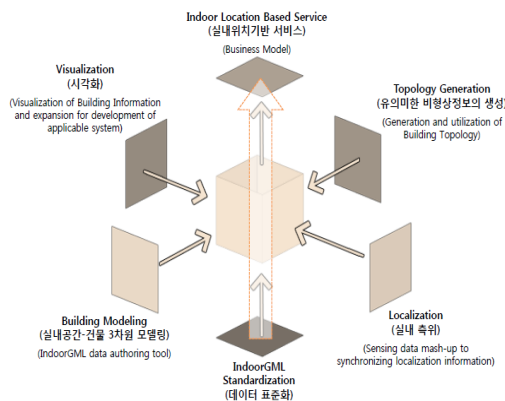 Indoor Location Based Service
(실내위치기반 서비스)
(Business Model)
Visualization
(시각화)
(Visualization of Building Information
and expansion for development of
applicable system)
Topology Generation
(유의미한 비형상정보의 생성)
(Generation and utilization of
Building Topology)
Building Modeling
(실내공간·건물 3차원 모델링)
(IndoorGML data authoring tool)
Localization
(실내 측위)
(Sensing data mash-up to
synchronizing localization information)
IndoorGML
Standardization
(데이터 표준화)